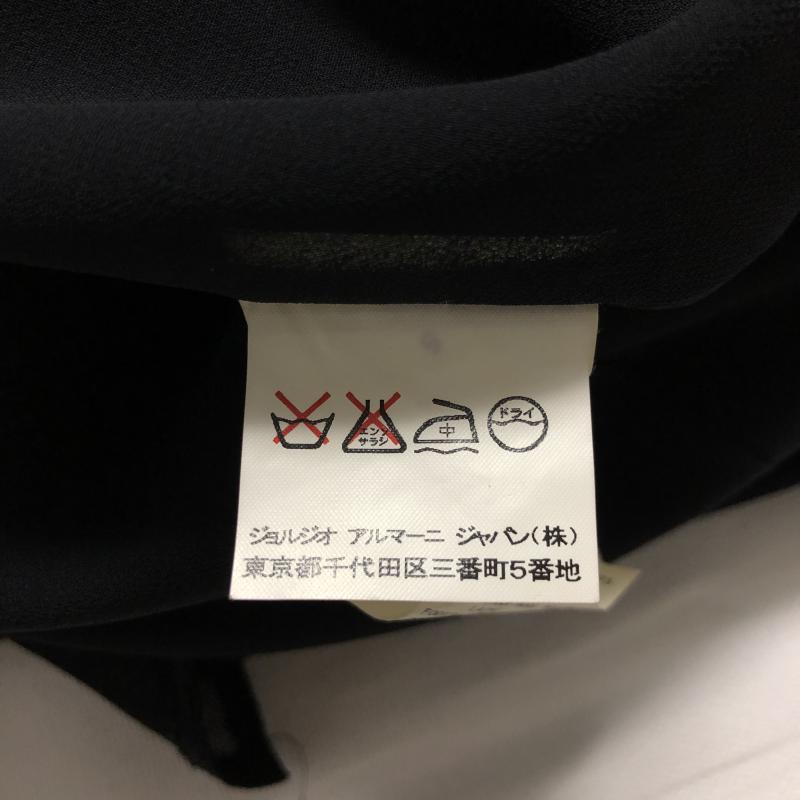 エンソ
サラシ
中
ドライ
ジョルジオ アルマーニ ジャパン(株)
東京都千代田区三番町5番地